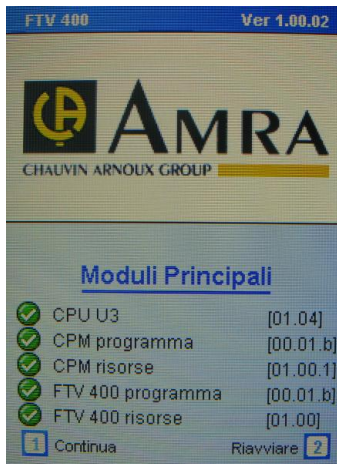 FTV 400 Ver 1.00.02
AMRA
CHAUVIN ARNOUX GROUP
Moduli Principali
CPU U3 [01.04]
CPM programma [00.01.b]
CPM risorse [01.00.1]
FTV 400 programma [00.01.b]
FTV 400 risorse [01.00]
1 Continua Riavviare 2